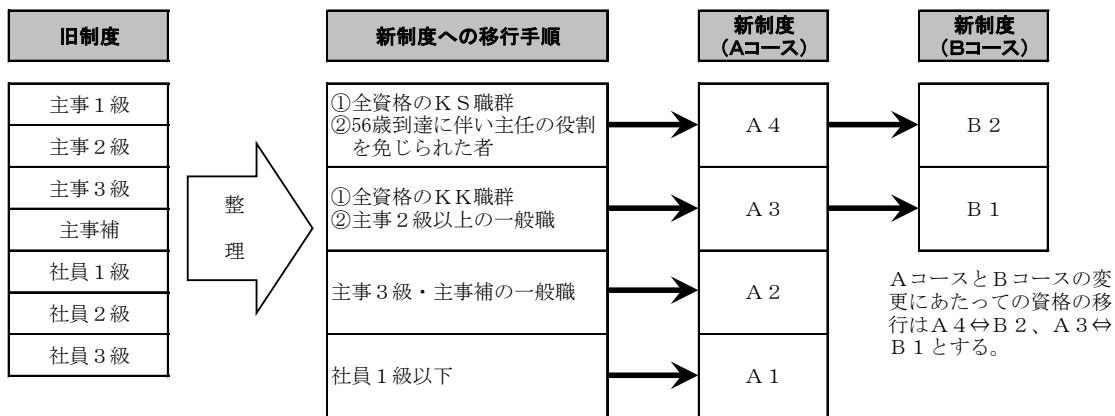 旧制度
新制度への移行手順
新制度
（Aコース）
新制度
（Bコース）
主事１級
主事２級
主事３級
主事補
社員１級
社員２級
社員３級
整
理
①全資格のＫＳ職群
②56歳到達に伴い主任の役割
を免じられた者
①全資格のＫＫ職群
②主事２級以上の一般職
主事３級・主事補の一般職
社員１級以下
Ａ４
Ａ３
Ａ２
Ａ１
Ｂ２
Ｂ１
ＡコースとＢコースの変
更にあたっての資格の移
行はＡ４⇔Ｂ２、Ａ３⇔
Ｂ１とする。